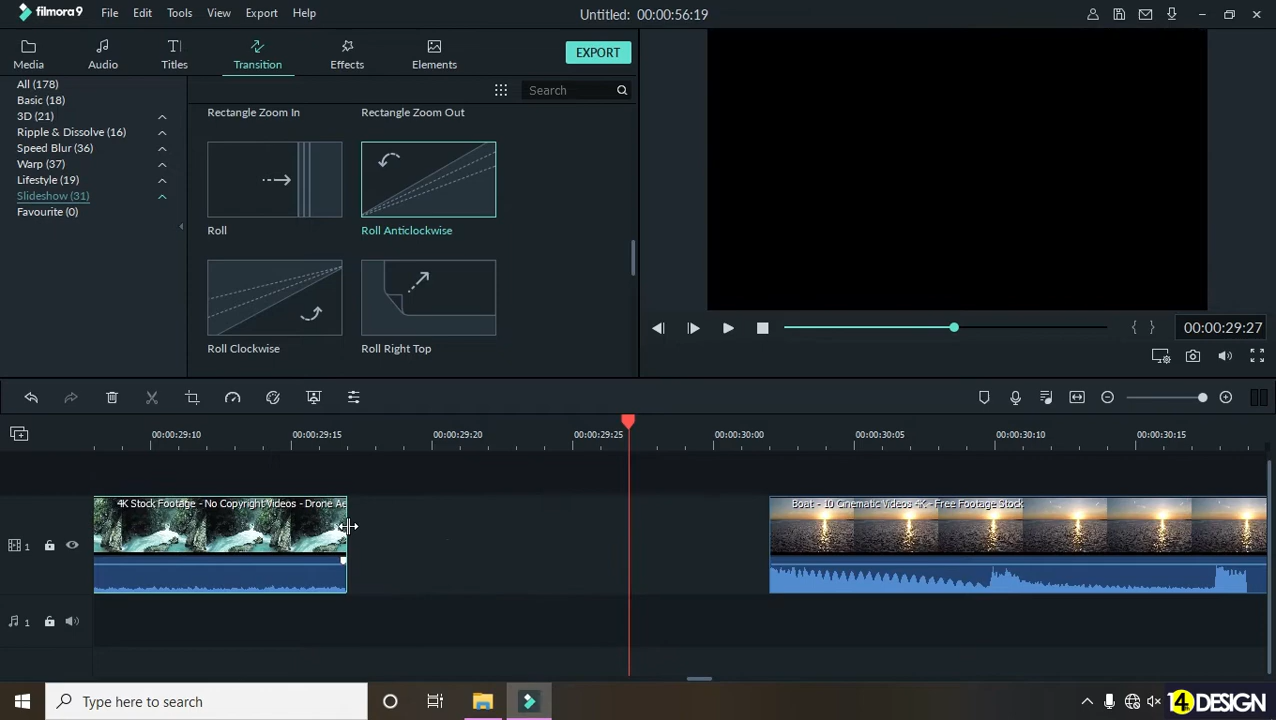 filmora9 File Edit Tools View Export Help Untitled: 00:00:56:19
Media Audio Titles Transition Effects Elements EXPORT
All (178)
Basic (18)
3D (21)
Ripple & Dissolve (16)
Speed Blur (36)
Warp (37)
Lifestyle (19)
Slideshow (31)
Favourite (0)
Search
Rectangle Zoom In Rectangle Zoom Out
Roll Roll Anticlockwise
Roll Clockwise Roll Right Top
00:00:29:27
00:00:29:10 00:00:29:15 00:00:29:20 00:00:29:25 00:00:30:00 00:00:30:05 00:00:30:10 00:00:30:15
4K Stock Footage - No Copyright Videos - Drone Ae Boat - 10 Cinematic Videos 4K - Free Footage Stock
1
1
Type here to search
4 DESIGN